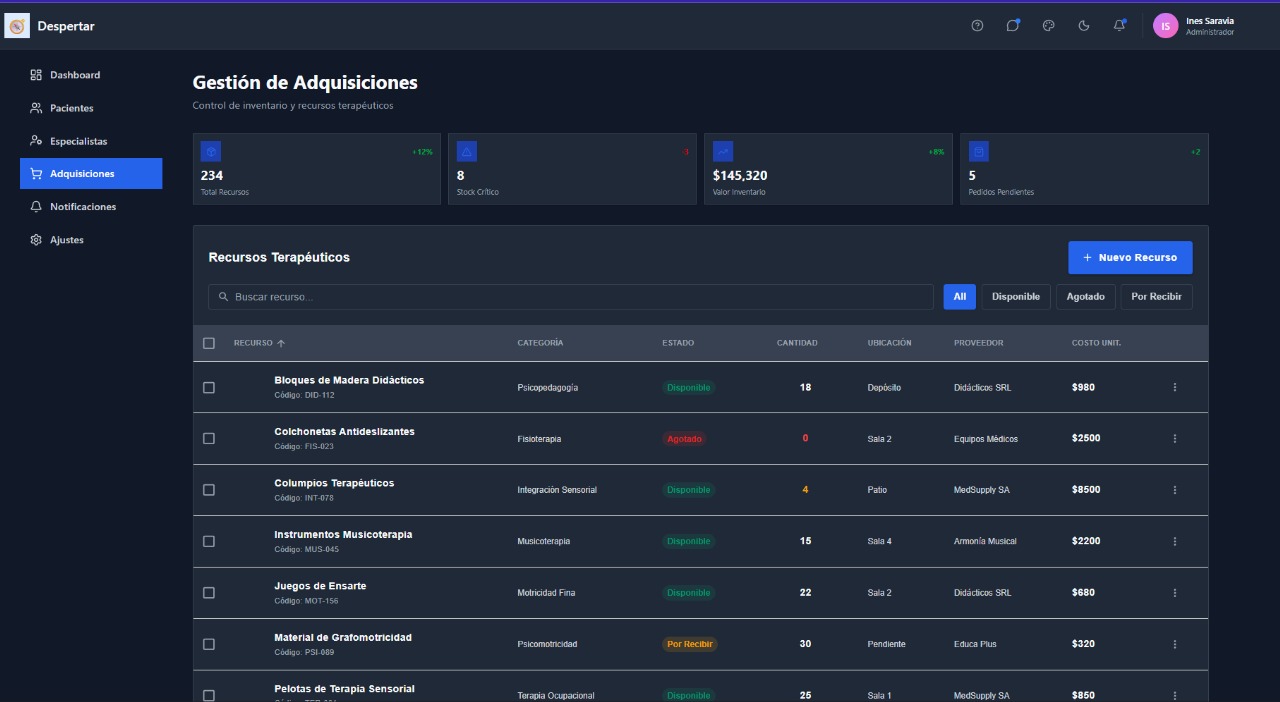 Despertar
IS
Ines Saravia
Administrador
Dashboard
Pacientes
Especialistas
Adquisiciones
Notificaciones
Ajustes
Gestión de Adquisiciones
Control de inventario y recursos terapéuticos
+12%
234
Total Recursos
-3
8
Stock Crítico
+8%
$145,320
Valor Inventario
+2
5
Pedidos Pendientes
Recursos Terapéuticos
+ Nuevo Recurso
Buscar recurso...
All Disponible Agotado Por Recibir
RECURSO CATEGORÍA ESTADO CANTIDAD UBICACIÓN PROVEEDOR COSTO UNIT.
Bloques de Madera Didácticos
Código: DID-112
Psicopedagogía Disponible 18 Depósito Didácticos SRL $980
Colchonetas Antideslizantes
Código: FIS-023
Fisioterapia Agotado 0 Sala 2 Equipos Médicos $2500
Columpios Terapéuticos
Código: INT-078
Integración Sensorial Disponible 4 Patio MedSupply SA $8500
Instrumentos Musicoterapia
Código: MUS-045
Musicoterapia Disponible 15 Sala 4 Armonía Musical $2200
Juegos de Ensarte
Código: MOT-156
Motricidad Fina Disponible 22 Sala 2 Didácticos SRL $680
Material de Grafomotricidad
Código: PSI-089
Psicomotricidad Por Recibir 30 Pendiente Educa Plus $320
Pelotas de Terapia Sensorial
Terapia Ocupacional Disponible 25 Sala 1 MedSupply SA $850